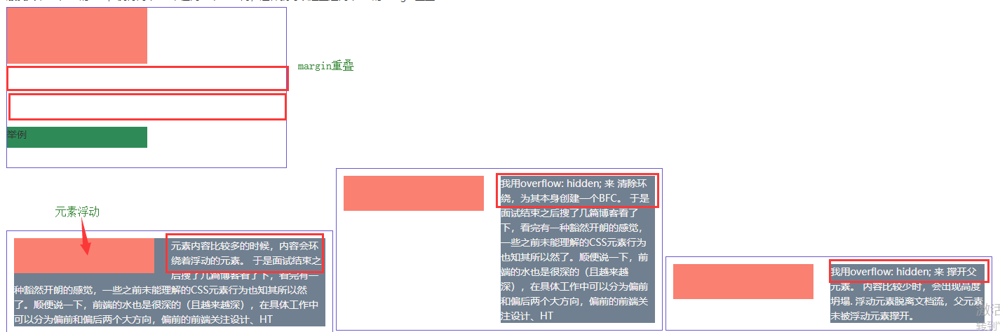 margin重叠
举例
元素浮动
元素内容比较多的时候，内容会环
绕着浮动的元素。 于是面试结束之
后搜了几篇博客看了下，看完有一
种豁然开朗的感觉，一些之前未能理解的CSS元素行为也知其所以然
了。顺便说一下，前端的水也是很深的（且越来越深），在具体工作中
可以分为偏前和偏后两个大方向，偏前的前端关注设计、HT
我用overflow: hidden; 来 清除环
绕，为其本身创建一个BFC。 于是
面试结束之后搜了几篇博客看了
下，看完有一种豁然开朗的感觉，
一些之前未能理解的CSS元素行为
也知其所以然了。顺便说一下，前
端的水也是很深的（且越来越
深），在具体工作中可以分为偏前
和偏后两个大方向，偏前的前端关
注设计、HT
我用overflow: hidden; 来 撑开父
元素。 内容比较少时，会出现高度
坍塌. 浮动元素脱离文档流，父元素
未被浮动元素撑开。
激活
转到"